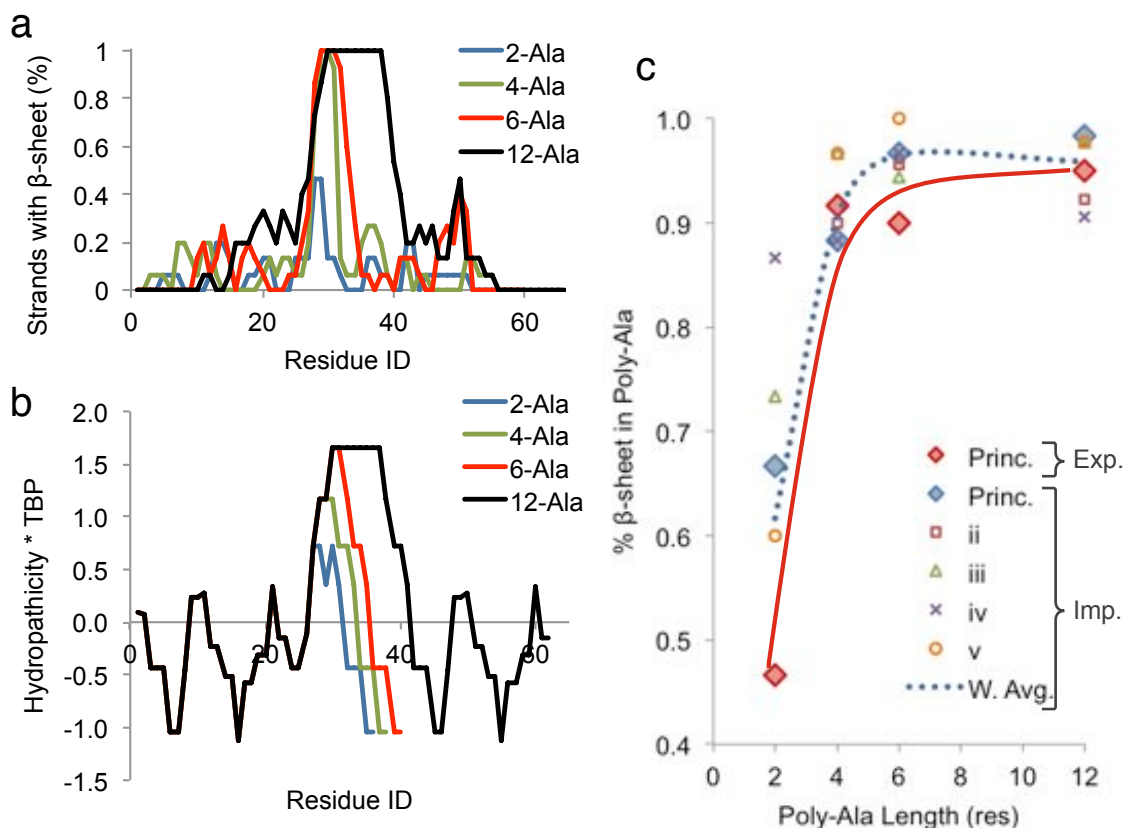 a
Strands with β-sheet (%)
1
0.8
0.6
0.4
0.2
0
0
20
40
60
Residue ID
2-Ala
4-Ala
6-Ala
12-Ala
b
Hydropathicity * TBP
2.0
1.5
1.0
0.5
0.0
-0.5
-1.0
-1.5
0
20
40
60
Residue ID
2-Ala
4-Ala
6-Ala
12-Ala
c
% β-sheet in Poly-Ala
1.0
0.9
0.8
0.7
0.6
0.5
0.4
0
2
4
6
8
10
12
Poly-Ala Length (res)
Princ.
Exp.
Princ.
ii
iii
iv
v
W. Avg.
Imp.